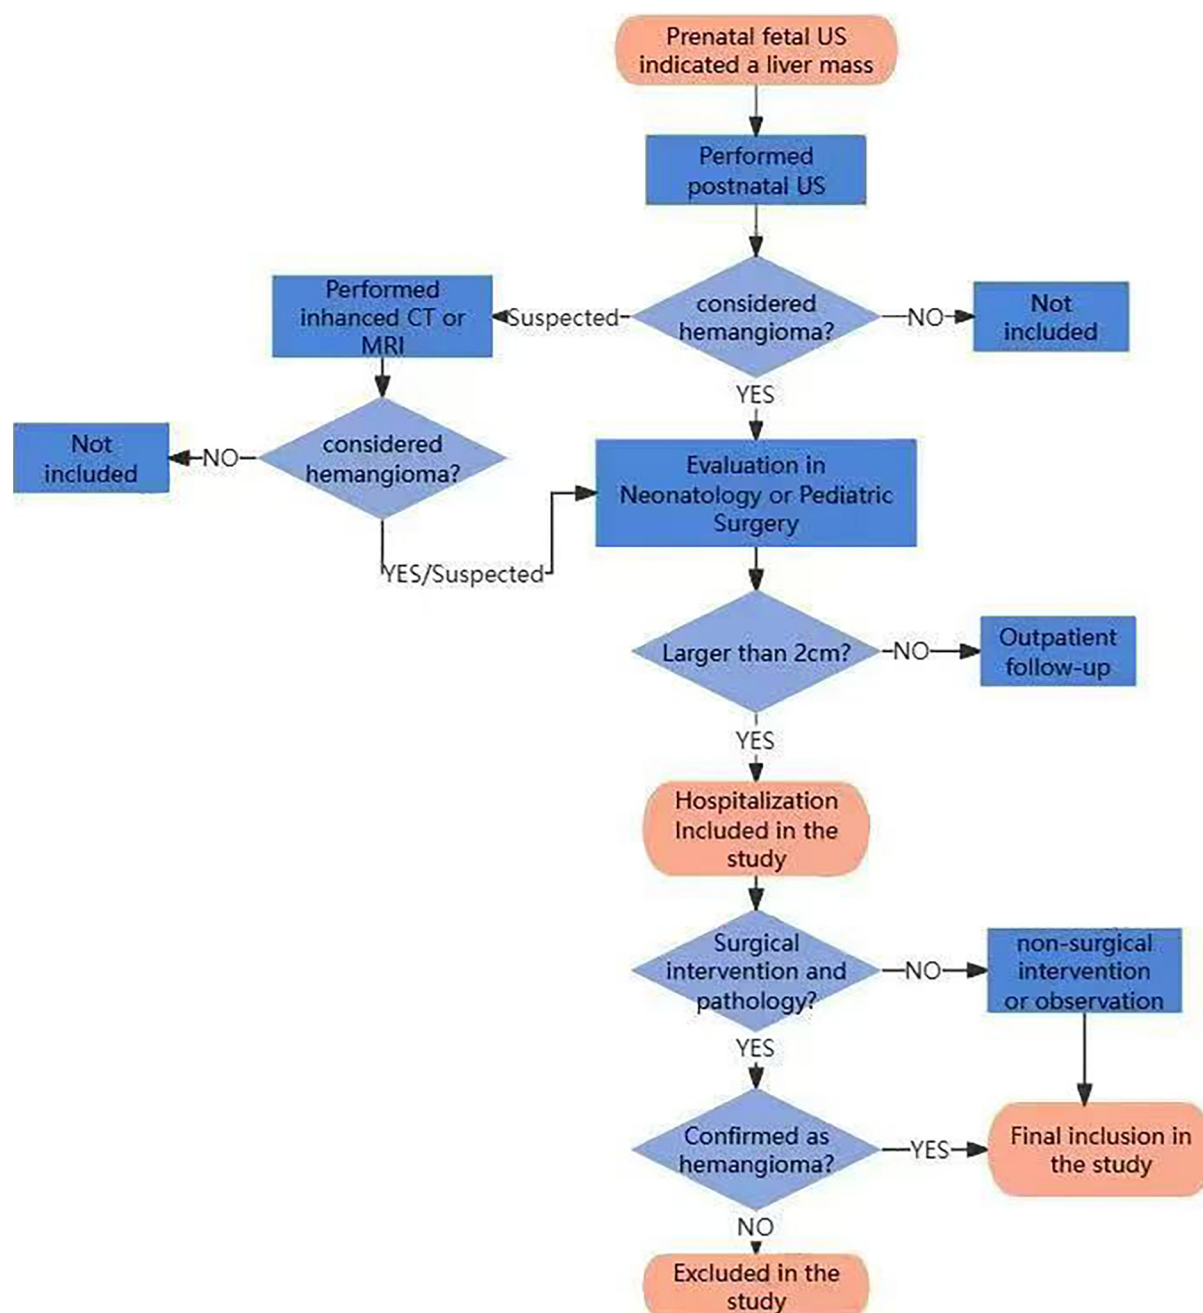 Prenatal fetal US
indicated a liver mass
Performed
postnatal US
considered
hemangioma?
Suspected
NO
Not
included
Performed
inhanced CT or
MRI
YES
considered
hemangioma?
NO
Not
included
YES/Suspected
Evaluation in
Neonatology or Pediatric
Surgery
Larger than 2cm?
NO
Outpatient
follow-up
YES
Hospitalization
Included in the
study
Surgical
intervention and
pathology?
NO
non-surgical
intervention
or observation
YES
Confirmed as
hemangioma?
YES
Final inclusion in
the study
NO
Excluded in the
study